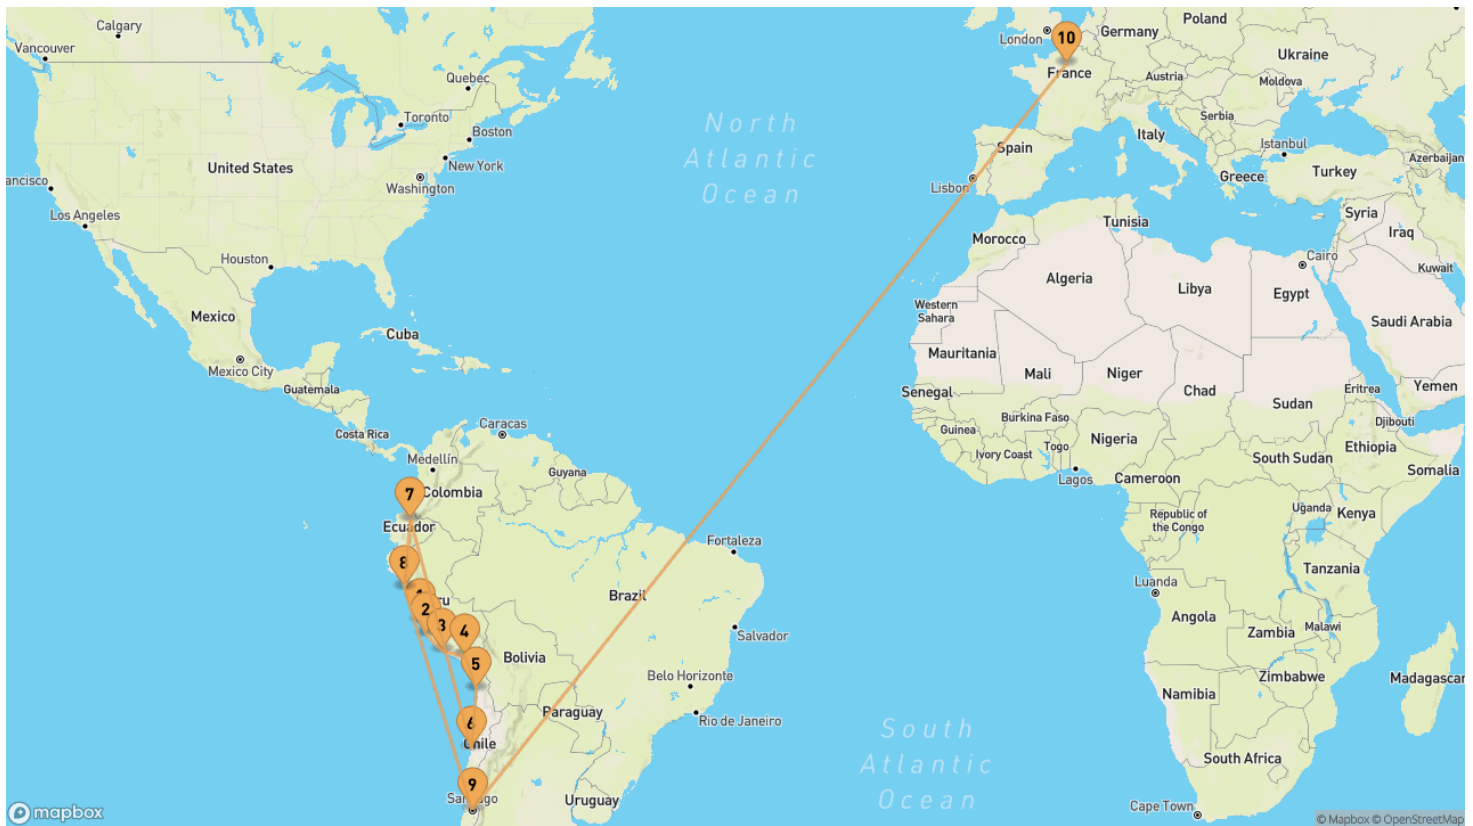 Calgary
Vancouver
Quebec
Toronto
Boston
New York
Washington
United States
ancisco
Los Angeles
Houston
Mexico
Mexico City
Cuba
Guatemala
Costa Rica
Caracas
Medellín
Colombia
Guyana
7
Ecuador
8
ru
2
3
4
5
6
Chile
9
Fortaleza
Brazil
Salvador
Bolivia
Belo Horizonte
Rio de Janeiro
Paraguay
Uruguay
North
Atlantic
Ocean
South
Atlantic
Ocean
London
10
France
Germany
Poland
Ukraine
Austria
Moldova
Serbia
Italy
Spain
Lisbon
Istanbul
Greece
Turkey
Azerbaijan
Syria
Iraq
Kuwait
Tunisia
Morocco
Algeria
Libya
Cairo
Egypt
Saudi Arabia
Western
Sahara
Mauritania
Mali
Niger
Chad
Sudan
Eritrea
Yemen
Djibouti
Senegal
Burkina Faso
Guinea
Ivory Coast
Togo
Nigeria
Lagos
Cameroon
South Sudan
Ethiopia
Somalia
Republic of
the Congo
Uganda
Kenya
Tanzania
Luanda
Angola
Zambia
Malawi
Zimbabwe
Namibia
Madagascar
South Africa
Cape Town
mapbox
© Mapbox © OpenStreetMap